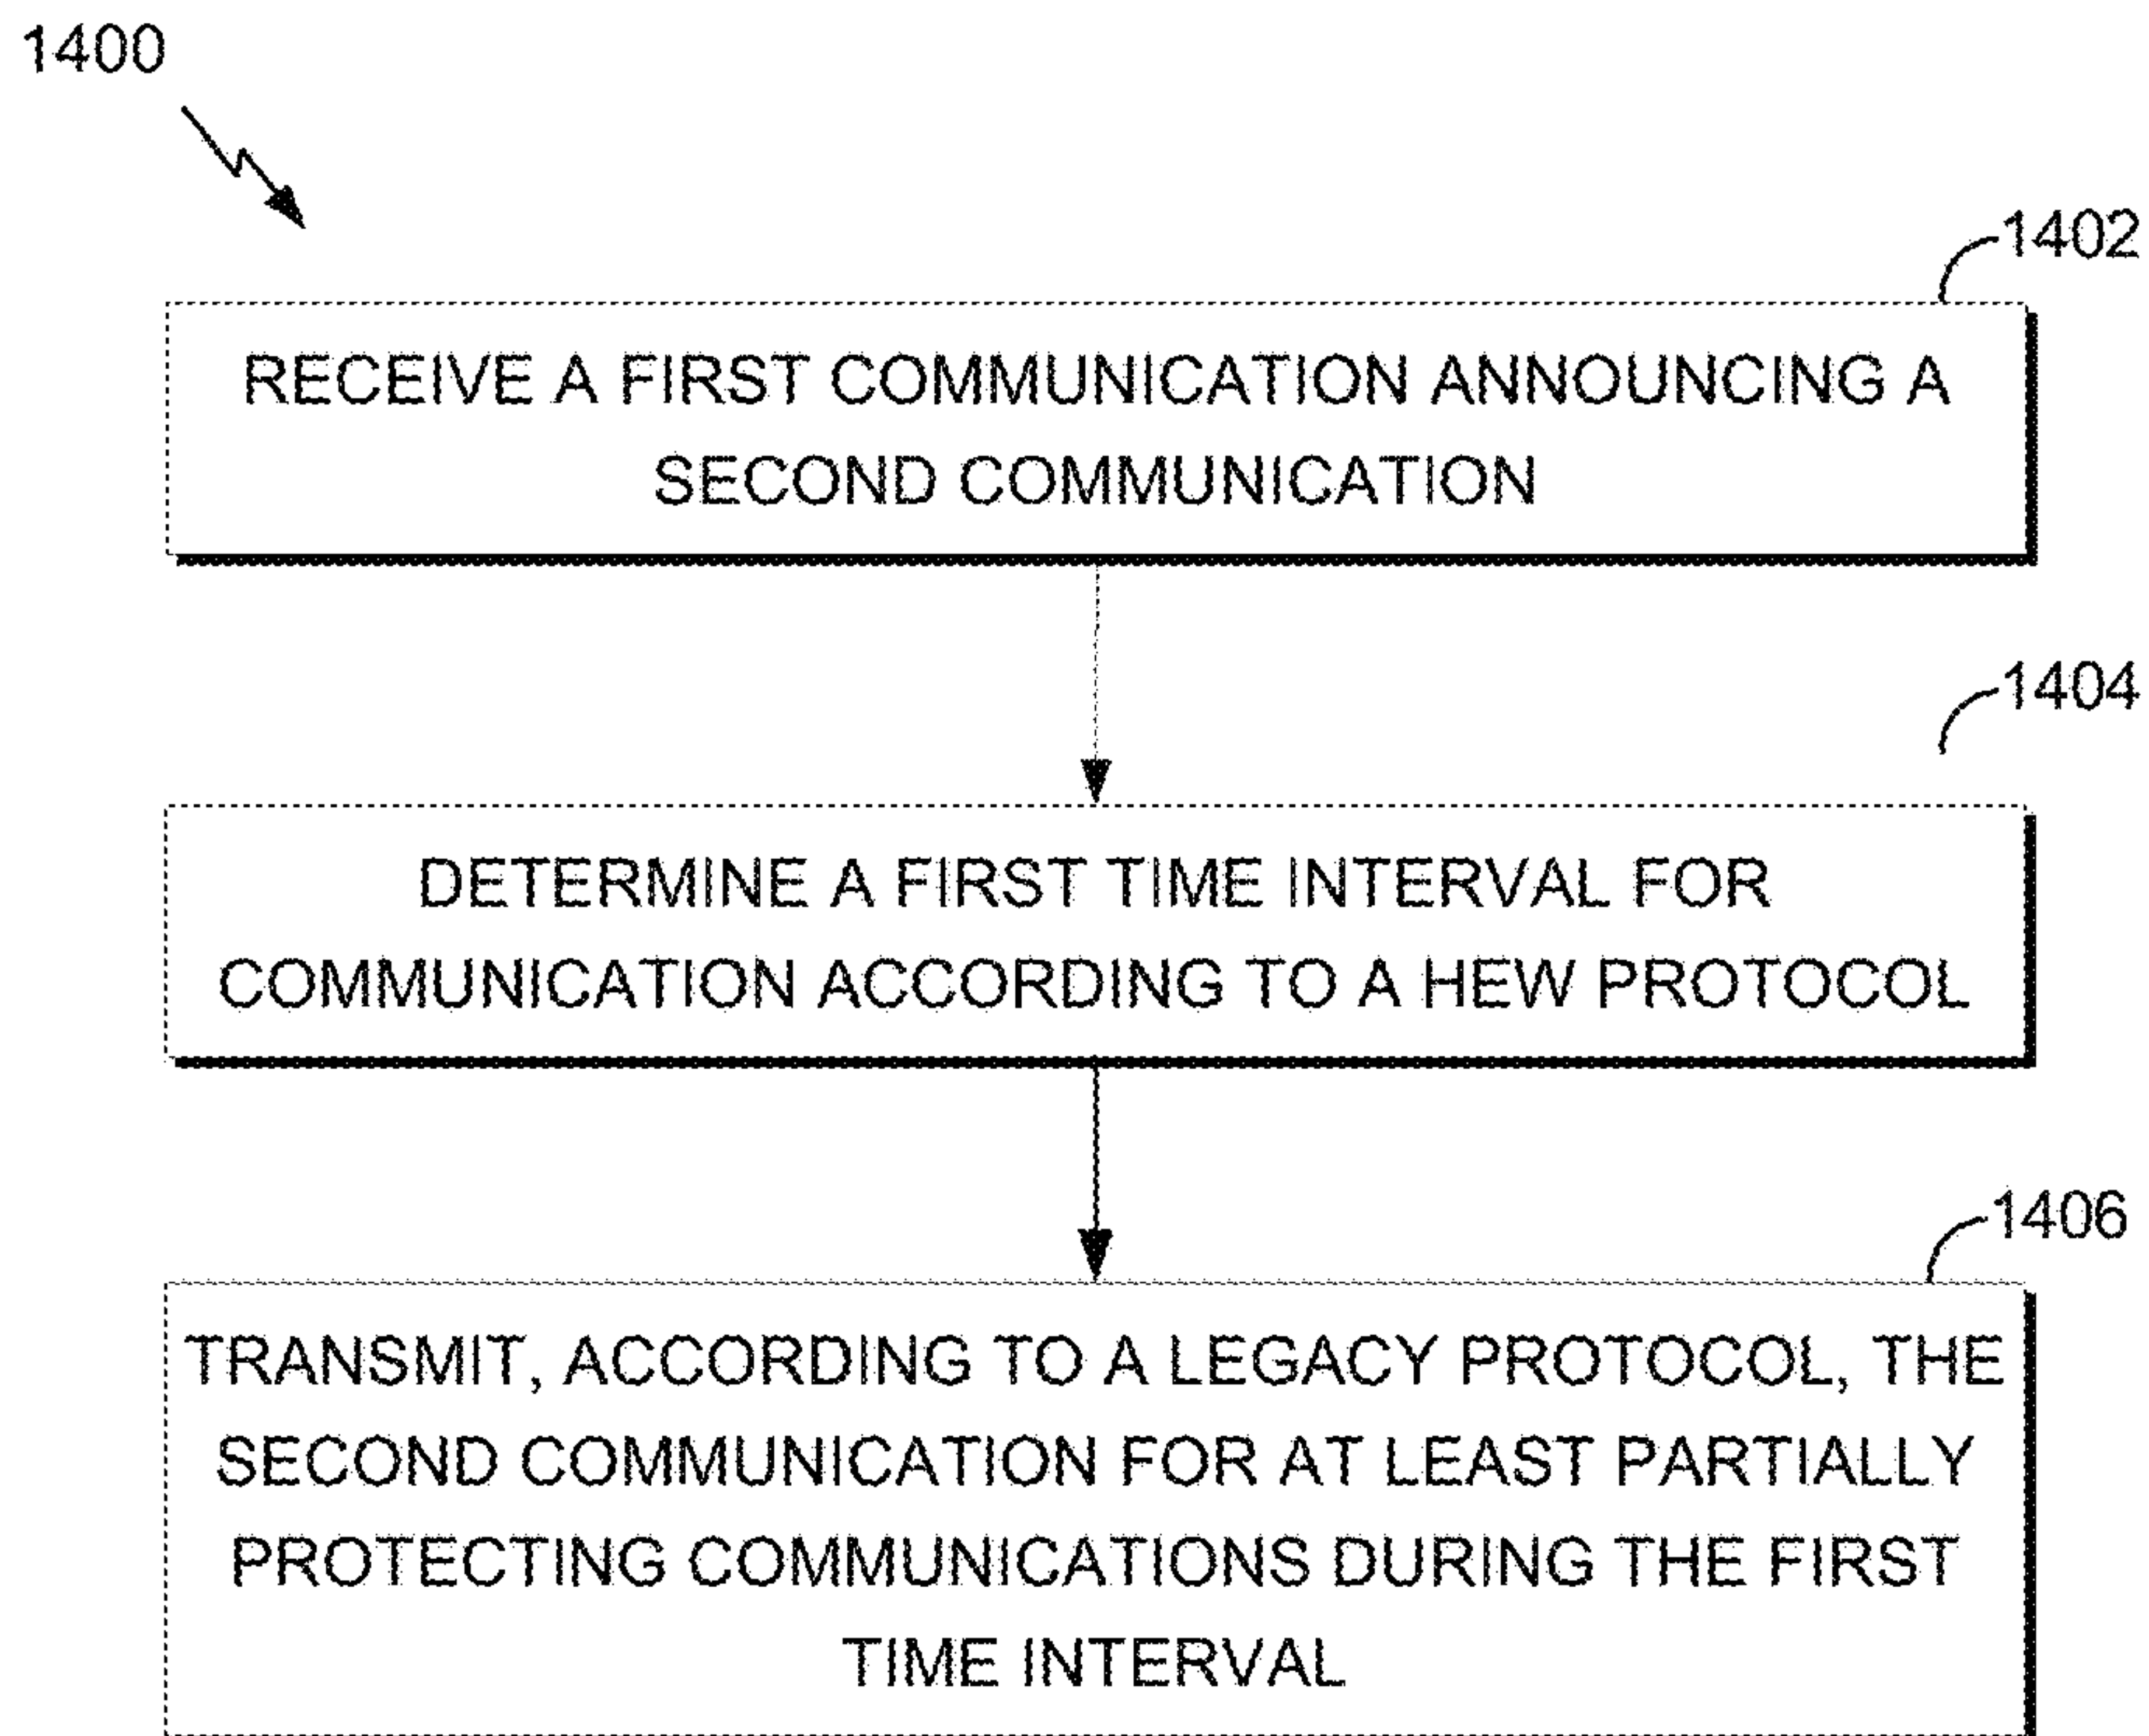 1400
1402
RECEIVE A FIRST COMMUNICATION ANNOUNCING A
SECOND COMMUNICATION
1404
DETERMINE A FIRST TIME INTERVAL FOR
COMMUNICATION ACCORDING TO A HEW PROTOCOL
1406
TRANSMIT, ACCORDING TO A LEGACY PROTOCOL, THE
SECOND COMMUNICATION FOR AT LEAST PARTIALLY
PROTECTING COMMUNICATIONS DURING THE FIRST
TIME INTERVAL